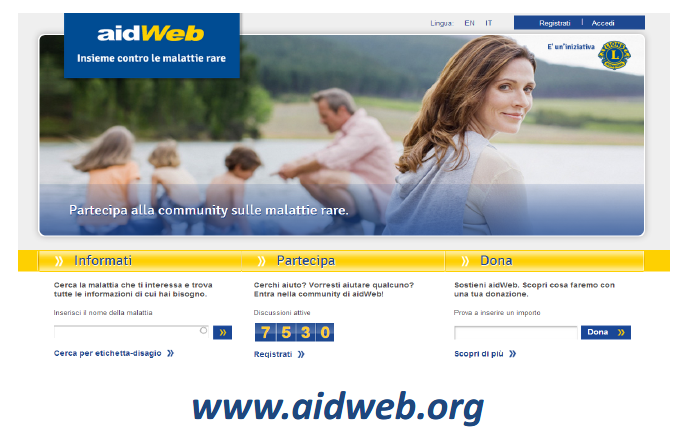 Lingua: EN IT Registrati | Accedi
aidWeb
Insieme contro le malattie rare
E' un'iniziativa
L
Partecipa alla community sulle malattie rare.
Informati
Partecipa
Dona
Cerca la malattia che ti interessa e trova
tutte le informazioni di cui hai bisogno.
Inserisci il nome della malattia
Cerca per etichetta-disagio
Cerchi aiuto? Vorresti aiutare qualcuno?
Entra nella community di aidWeb!
Discussioni attive
7530
Registrati
Sostieni aidWeb. Scopri cosa faremo con
una tua donazione.
Prova a inserire un importo
Dona
Scopri di più
www.aidweb.org